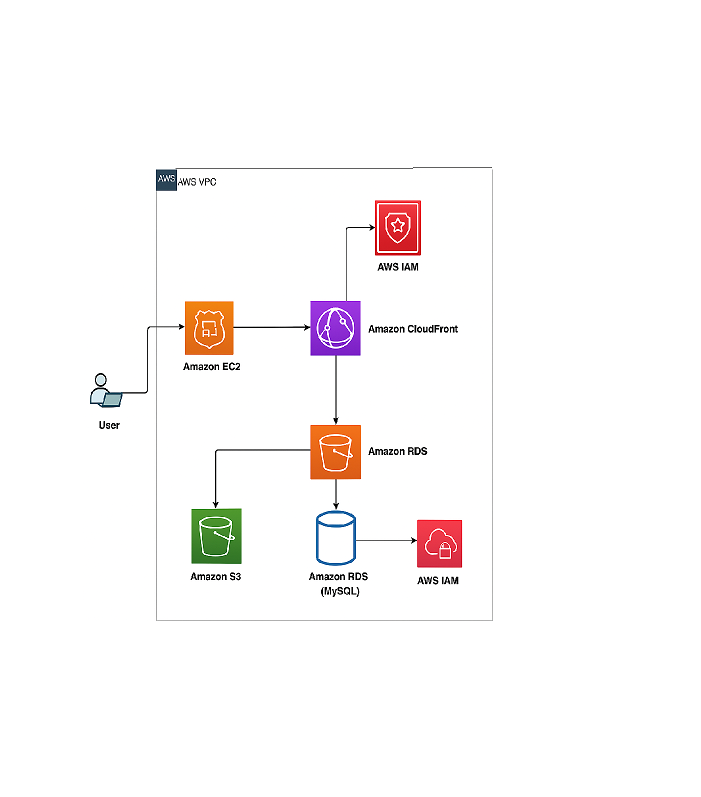 AWS AWS VPC
AWS IAM
Amazon CloudFront
Amazon EC2
User
Amazon RDS
Amazon S3
Amazon RDS
(MySQL)
AWS IAM